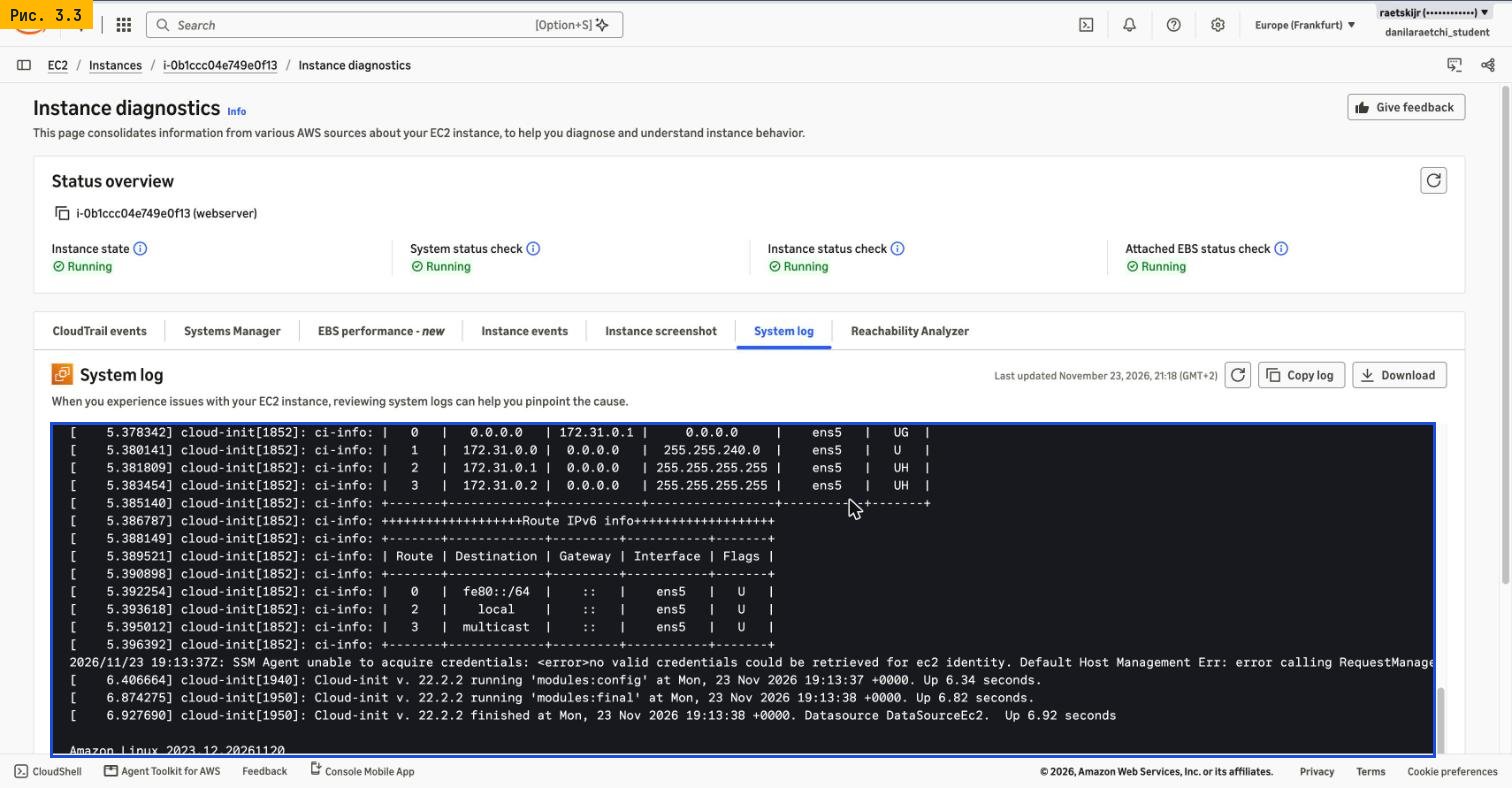 Рис. 3.3
Search [Option+S] Europe (Frankfurt) raetskijr (••••••••••••)
danilaraetchi_student
EC2 / Instances / i-0b1ccc04e749e0f13 / Instance diagnostics
Instance diagnostics Info Give feedback
This page consolidates information from various AWS sources about your EC2 instance, to help you diagnose and understand instance behavior.
Status overview
i-0b1ccc04e749e0f13 (webserver)
Instance state System status check Instance status check Attached EBS status check
Running Running Running Running
CloudTrail events Systems Manager EBS performance - new Instance events Instance screenshot System log Reachability Analyzer
System log Last updated November 23, 2026, 21:18 (GMT+2) Copy log Download
When you experience issues with your EC2 instance, reviewing system logs can help you pinpoint the cause.
[    5.378342] cloud-init[1852]: ci-info: |   0   |   0.0.0.0   | 172.31.0.1 |     0.0.0.0     |    ens5   |   UG  |
[    5.380141] cloud-init[1852]: ci-info: |   1   |  172.31.0.0 |  0.0.0.0   |  255.255.240.0  |    ens5   |   U   |
[    5.381809] cloud-init[1852]: ci-info: |   2   |  172.31.0.1 |  0.0.0.0   | 255.255.255.255 |    ens5   |   UH  |
[    5.383454] cloud-init[1852]: ci-info: |   3   |  172.31.0.2 |  0.0.0.0   | 255.255.255.255 |    ens5   |   UH  |
[    5.385140] cloud-init[1852]: ci-info: +-------+-------------+------------+-----------------+-----------+-------+
[    5.386787] cloud-init[1852]: ci-info: +++++++++++++++++++Route IPv6 info+++++++++++++++++++
[    5.388149] cloud-init[1852]: ci-info: +-------+-------------+---------+-----------+-------+
[    5.389521] cloud-init[1852]: ci-info: | Route | Destination | Gateway | Interface | Flags |
[    5.390898] cloud-init[1852]: ci-info: +-------+-------------+---------+-----------+-------+
[    5.392254] cloud-init[1852]: ci-info: |   0   |  fe80::/64  |    ::   |    ens5   |   U   |
[    5.393618] cloud-init[1852]: ci-info: |   2   |    local    |    ::   |    ens5   |   U   |
[    5.395012] cloud-init[1852]: ci-info: |   3   |  multicast  |    ::   |    ens5   |   U   |
[    5.396392] cloud-init[1852]: ci-info: +-------+-------------+---------+-----------+-------+
2026/11/23 19:13:37Z: SSM Agent unable to acquire credentials: <error>no valid credentials could be retrieved for ec2 identity. Default Host Management Err: error calling RequestManage
[    6.406664] cloud-init[1940]: Cloud-init v. 22.2.2 running 'modules:config' at Mon, 23 Nov 2026 19:13:37 +0000. Up 6.34 seconds.
[    6.874275] cloud-init[1950]: Cloud-init v. 22.2.2 running 'modules:final' at Mon, 23 Nov 2026 19:13:38 +0000. Up 6.82 seconds.
[    6.927690] cloud-init[1950]: Cloud-init v. 22.2.2 finished at Mon, 23 Nov 2026 19:13:38 +0000. Datasource DataSourceEc2.  Up 6.92 seconds
Amazon Linux 2023.12.20261120
CloudShell Agent Toolkit for AWS Feedback Console Mobile App © 2026, Amazon Web Services, Inc. or its affiliates. Privacy Terms Cookie preferences